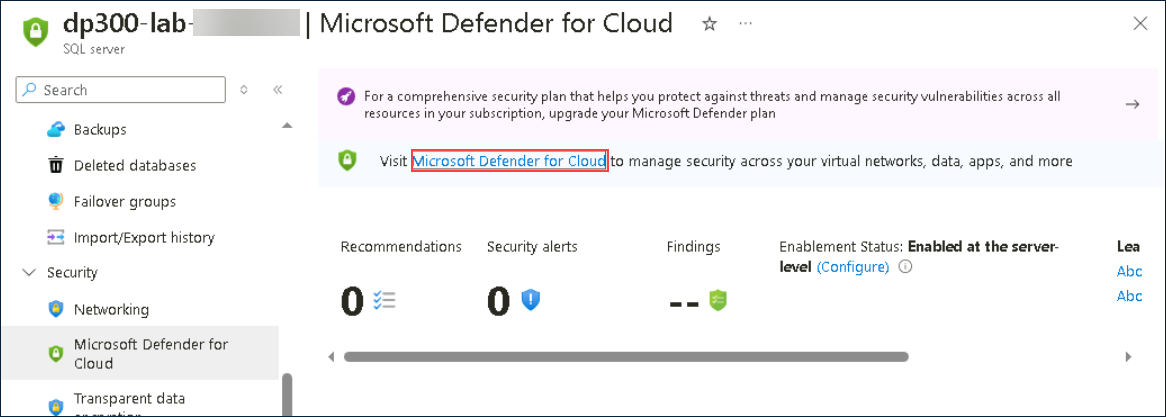 dp300-lab- | Microsoft Defender for Cloud
SQL server
Search
Backups
Deleted databases
Failover groups
Import/Export history
Security
Networking
Microsoft Defender for
Cloud
Transparent data
encryption
For a comprehensive security plan that helps you protect against threats and manage security vulnerabilities across all
resources in your subscription, upgrade your Microsoft Defender plan
Visit Microsoft Defender for Cloud to manage security across your virtual networks, data, apps, and more
Recommendations
0
Security alerts
0
Findings
--
Enablement Status: Enabled at the server-
level (Configure)
Lea
Abc
Abc